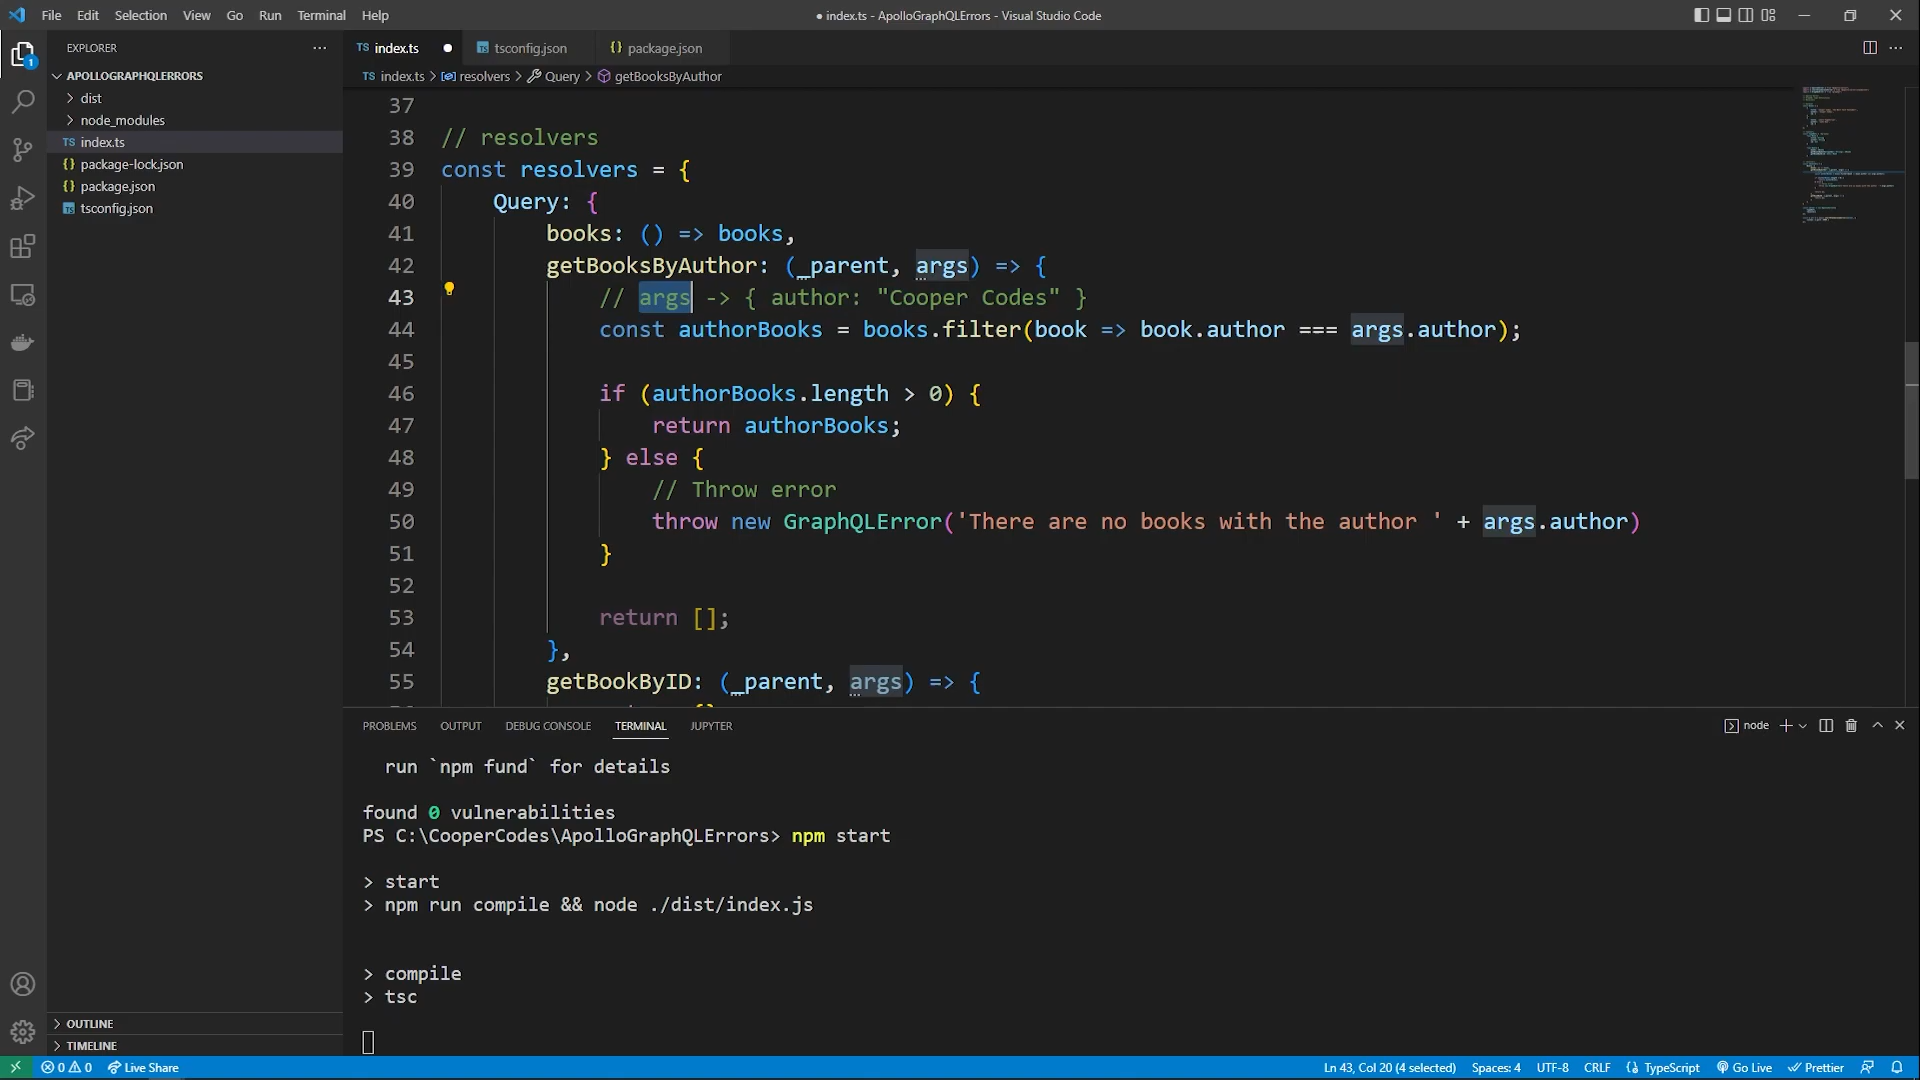 File Edit Selection View Go Run Terminal Help
● index.ts - ApolloGraphQLErrors - Visual Studio Code
EXPLORER
APOLLOGRAPHQLERRORS
dist
node_modules
TS index.ts
{} package-lock.json
{} package.json
TS tsconfig.json
OUTLINE
TIMELINE
1
TS index.ts ● TS tsconfig.json {} package.json
TS index.ts > resolvers > Query > getBooksByAuthor
37
38 // resolvers
39 const resolvers = {
40 Query: {
41 books: () => books,
42 getBooksByAuthor: (_parent, args) => {
43 // args -> { author: "Cooper Codes" }
44 const authorBooks = books.filter(book => book.author === args.author);
45
46 if (authorBooks.length > 0) {
47 return authorBooks;
48 } else {
49 // Throw error
50 throw new GraphQLError('There are no books with the author ' + args.author)
51 }
52
53 return [];
54 },
55 getBookByID: (_parent, args) => {
PROBLEMS OUTPUT DEBUG CONSOLE TERMINAL JUPYTER
node
run `npm fund` for details
found 0 vulnerabilities
PS C:\CooperCodes\ApolloGraphQLErrors> npm start
> start
> npm run compile && node ./dist/index.js
> compile
> tsc
0 0 Live Share
Ln 43, Col 20 (4 selected) Spaces: 4 UTF-8 CRLF {} TypeScript Go Live Prettier